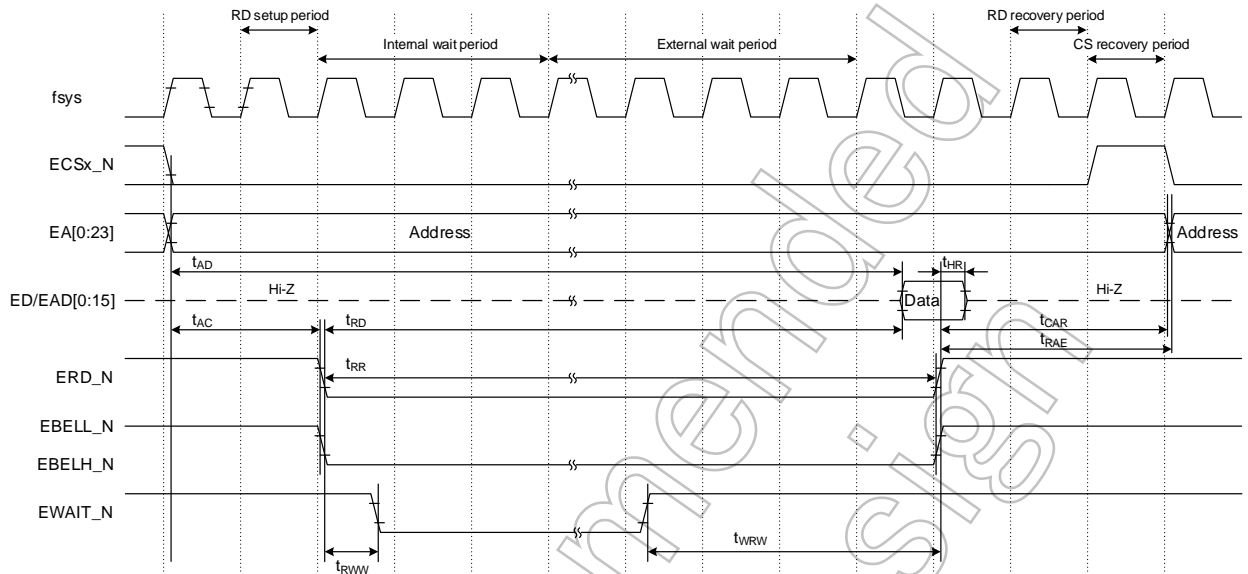 RD setup period
RD recovery period
Internal wait period
External wait period
CS recovery period
fsys
ECSx_N
EA[0:23]
Address
Address
tAD
tHR
ED/EAD[0:15]
Hi-Z
Data
Hi-Z
tAC
tRD
tCAR
tRAE
ERD_N
tRR
EBELL_N
EBELH_N
EWAIT_N
tRWW
tWRW
mended
sign